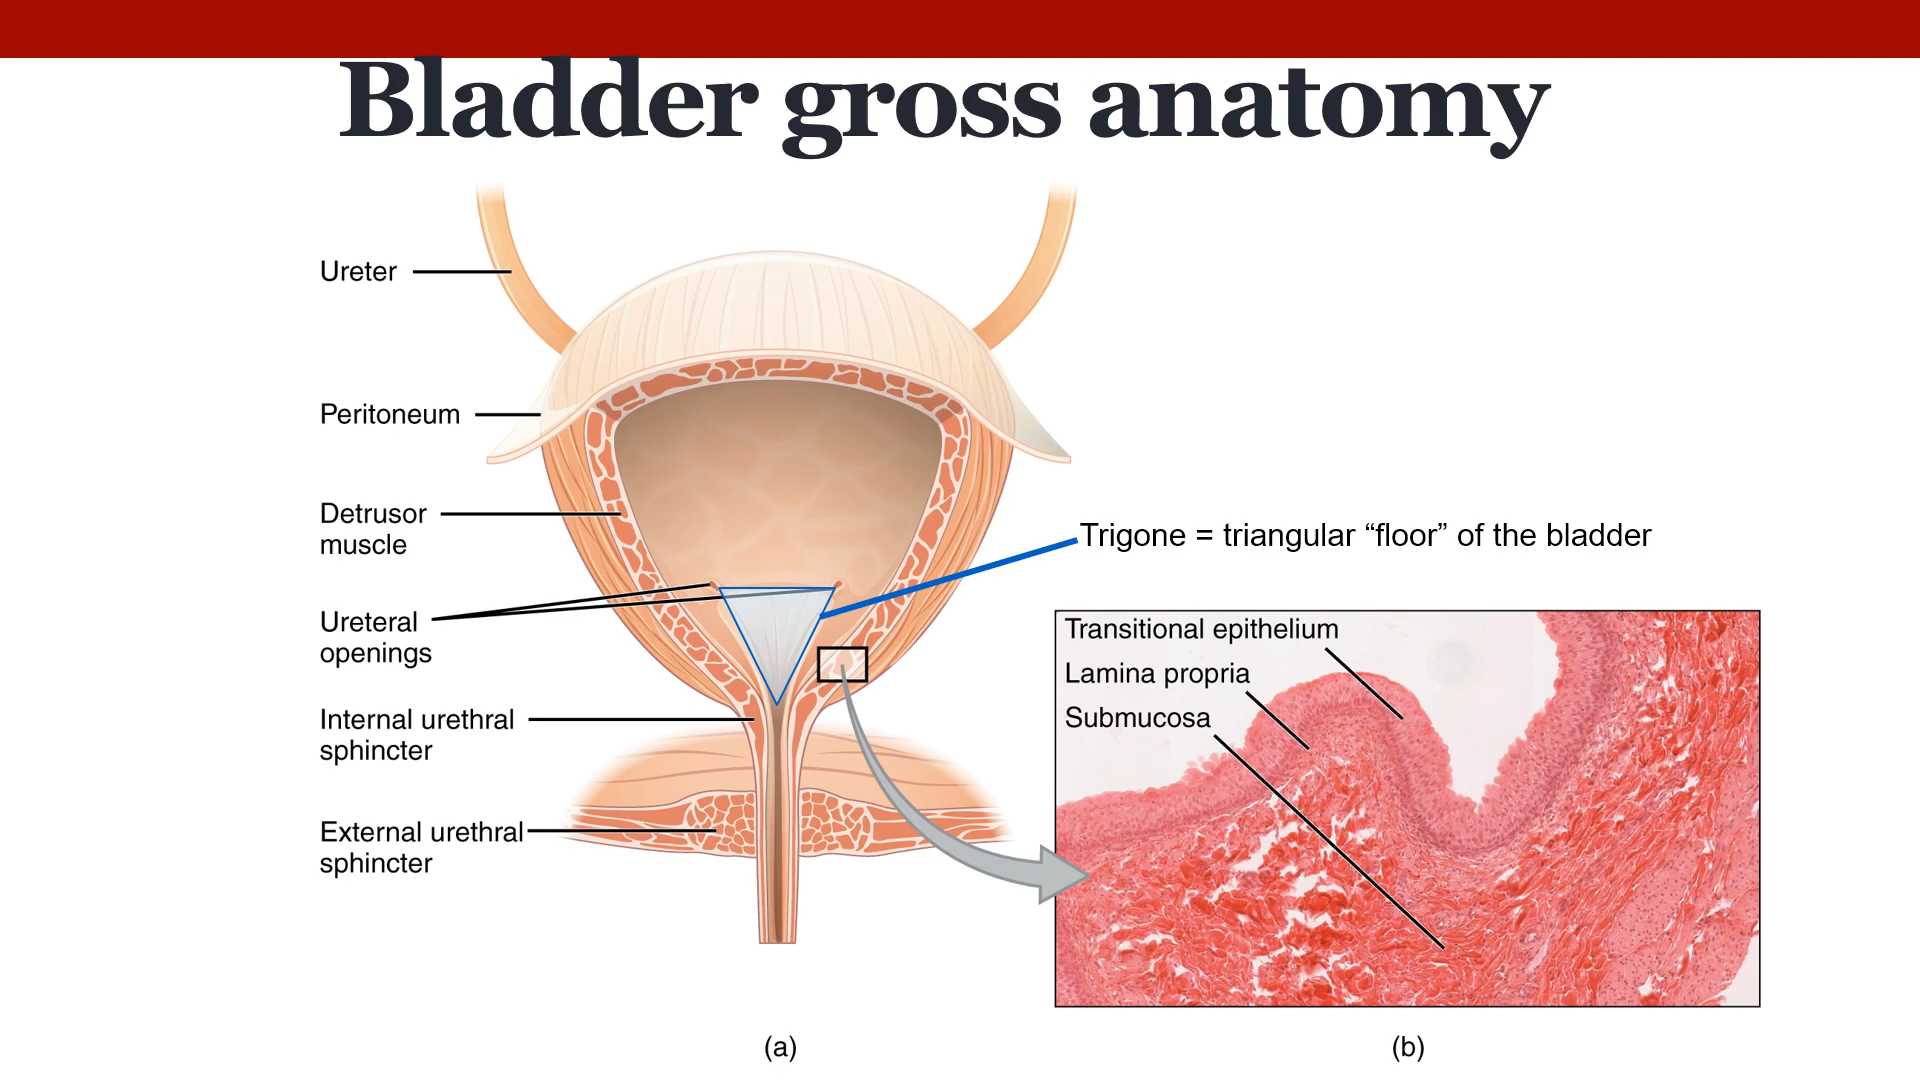 Bladder gross anatomy
Ureter
Peritoneum
Detrusor
muscle
Ureteral
openings
Internal urethral
sphincter
External urethral
sphincter
Trigone = triangular “floor” of the bladder
Transitional epithelium
Lamina propria
Submucosa
(a)
(b)